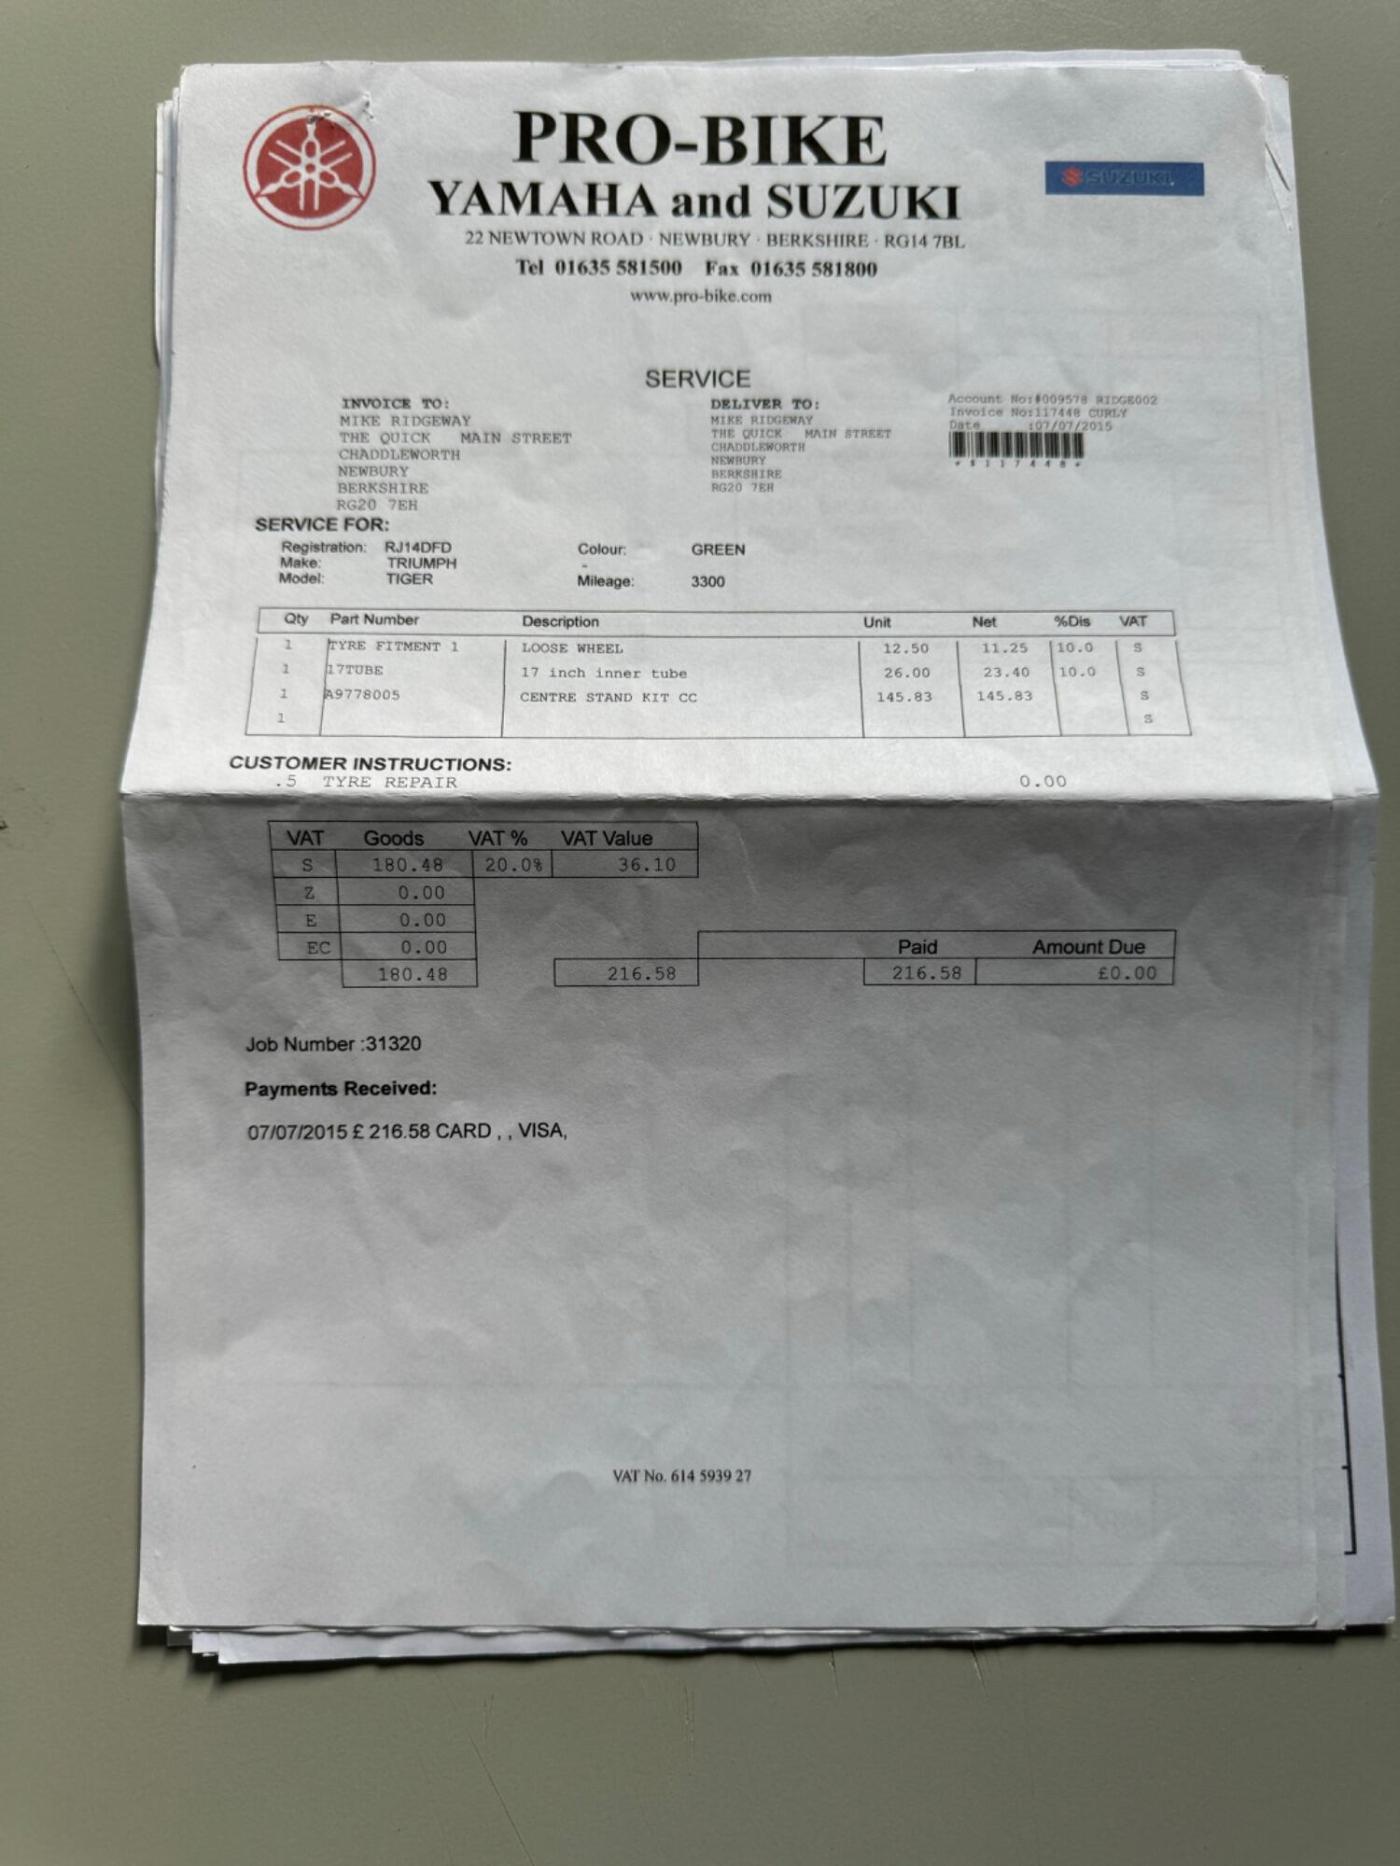 PRO-BIKE
YAMAHA and SUZUKI
SUZUKI
22 NEWTOWN ROAD · NEWBURY · BERKSHIRE · RG14 7BL
Tel 01635 581500 Fax 01635 581800
www.pro-bike.com
SERVICE
INVOICE TO:
MIKE RIDGEWAY
THE QUICK MAIN STREET
CHADDLEWORTH
NEWBURY
BERKSHIRE
RG20 7EH
DELIVER TO:
MIKE RIDGEWAY
THE QUICK MAIN STREET
CHADDLEWORTH
NEWBURY
BERKSHIRE
RG20 7EH
Account No:#009578 RIDGE002
Invoice No:117448 CURLY
Date :07/07/2015
SERVICE FOR:
Registration: RJ14DFD Colour: GREEN
Make: TRIUMPH -
Model: TIGER Mileage: 3300
Qty Part Number Description Unit Net %Dis VAT
1 TYRE FITMENT 1 LOOSE WHEEL 12.50 11.25 10.0 S
1 17TUBE 17 inch inner tube 26.00 23.40 10.0 S
1 A9778005 CENTRE STAND KIT CC 145.83 145.83 S
1 S
CUSTOMER INSTRUCTIONS:
.5 TYRE REPAIR 0.00
VAT Goods VAT % VAT Value
S 180.48 20.0% 36.10
Z 0.00
E 0.00
EC 0.00 Paid Amount Due
180.48 216.58 216.58 £0.00
Job Number :31320
Payments Received:
07/07/2015 £ 216.58 CARD , , VISA,
VAT No. 614 5939 27